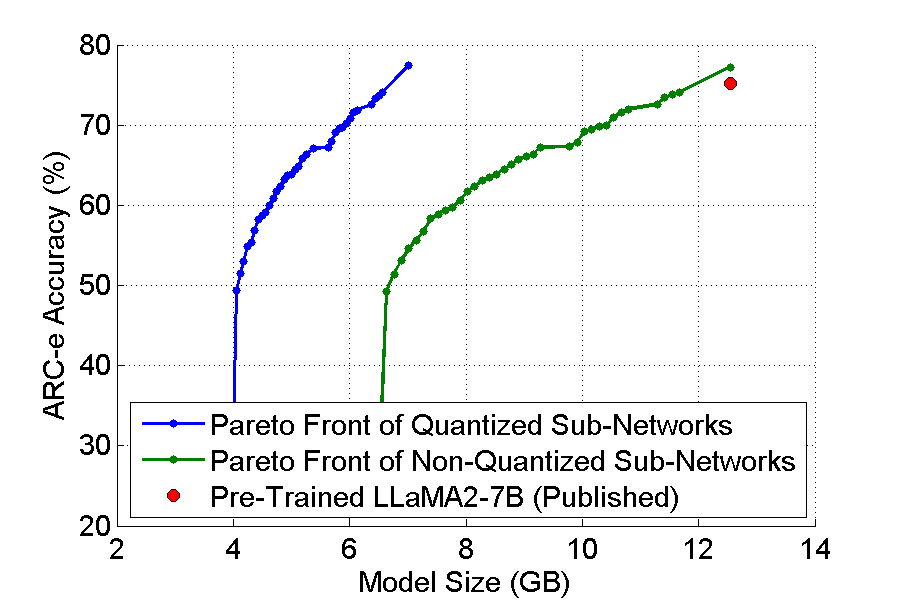 80
70
60
50
40
30
20
ARC-e Accuracy (%)
Pareto Front of Quantized Sub-Networks
Pareto Front of Non-Quantized Sub-Networks
Pre-Trained LLaMA2-7B (Published)
2 4 6 8 10 12 14
Model Size (GB)